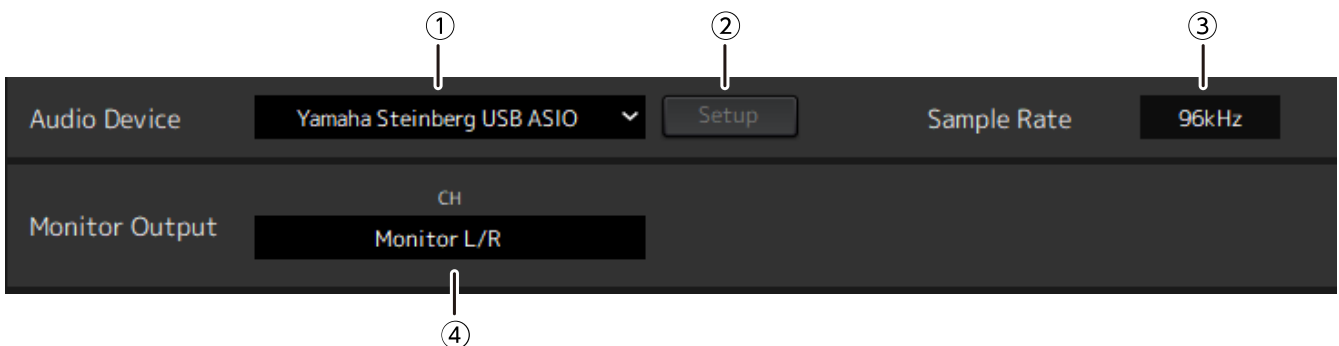 ① ② ③
Audio Device Yamaha Steinberg USB ASIO Setup Sample Rate 96kHz
CH
Monitor Output Monitor L/R
④